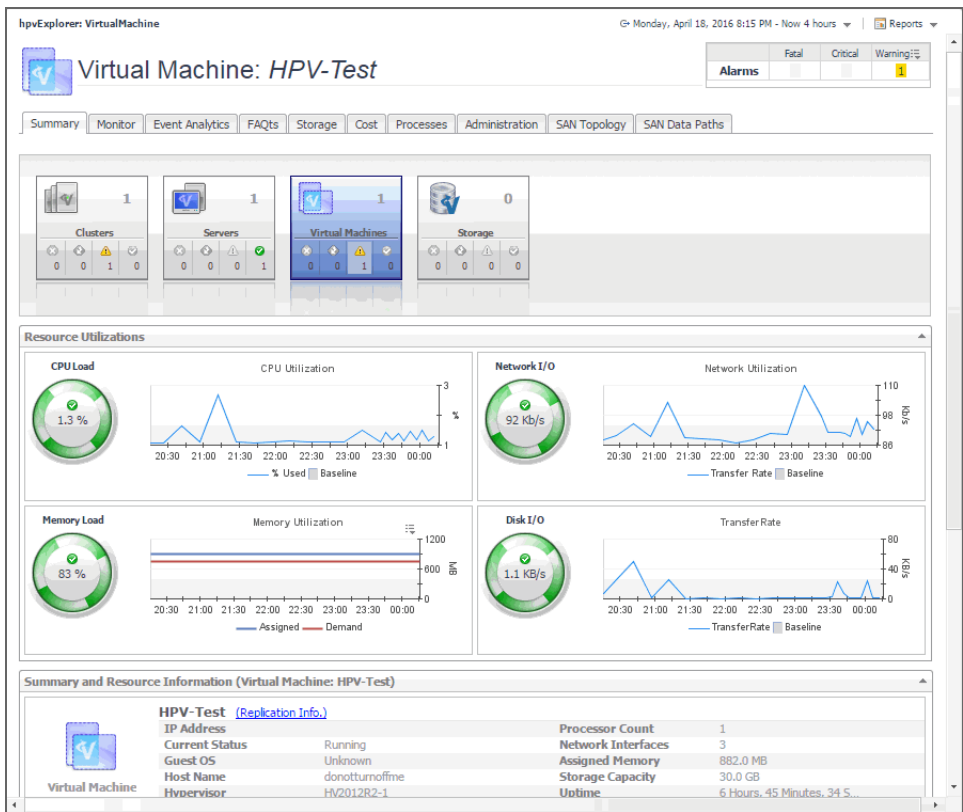 hpvExplorer: VirtualMachine
Monday, April 18, 2016 8:15 PM - Now 4 hours
Reports
Virtual Machine: HPV-Test
Fatal Critical Warning
Alarms 1
Summary Monitor Event Analytics FAQts Storage Cost Processes Administration SAN Topology SAN Data Paths
1 1 1 0
Clusters Servers Virtual Machines Storage
0 0 1 0 0 0 0 1 0 0 1 0 0 0 0 0
Resource Utilizations
CPU Load
CPU Utilization
3
1
%
1.3 %
20:30 21:00 21:30 22:00 22:30 23:00 23:30 00:00
% Used Baseline
Network I/O
Network Utilization
110
98
86
Kb/s
92 Kb/s
20:30 21:00 21:30 22:00 22:30 23:00 23:30 00:00
Transfer Rate Baseline
Memory Load
Memory Utilization
1200
600
0
MB
83 %
20:30 21:00 21:30 22:00 22:30 23:00 23:30 00:00
Assigned Demand
Disk I/O
TransferRate
80
40
0
KB/s
1.1 KB/s
20:30 21:00 21:30 22:00 22:30 23:00 23:30 00:00
TransferRate Baseline
Summary and Resource Information (Virtual Machine: HPV-Test)
Virtual Machine
HPV-Test (Replication Info.)
IP Address Processor Count 1
Current Status Running Network Interfaces 3
Guest OS Unknown Assigned Memory 882.0 MB
Host Name donotturnoffme Storage Capacity 30.0 GB
Hypervisor HV2012R2-1 Uptime 6 Hours, 45 Minutes, 34 S...